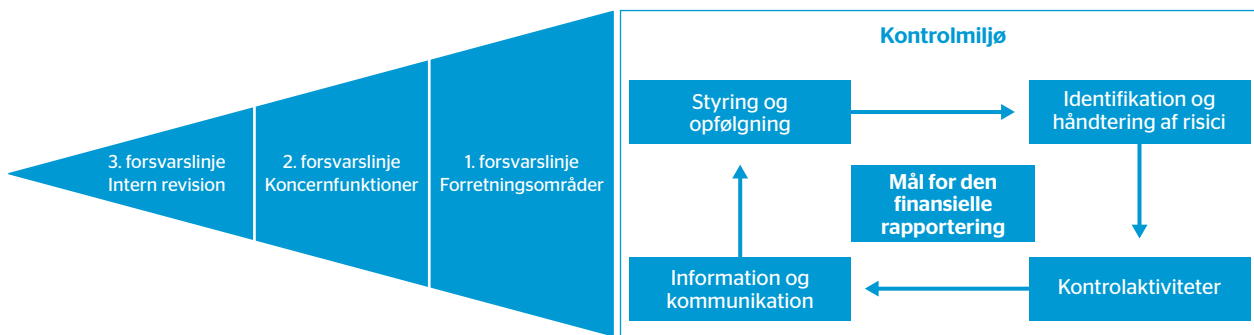 3. forsvarslinje
Intern revision
2. forsvarslinje
Koncernfunktioner
1. forsvarslinje
Forretningsområder
Kontrolmiljø
Styring og
opfølgning
Identifikation og
håndtering af risici
Mål for den
finansielle
rapportering
Information og
kommunikation
Kontrolaktiviteter